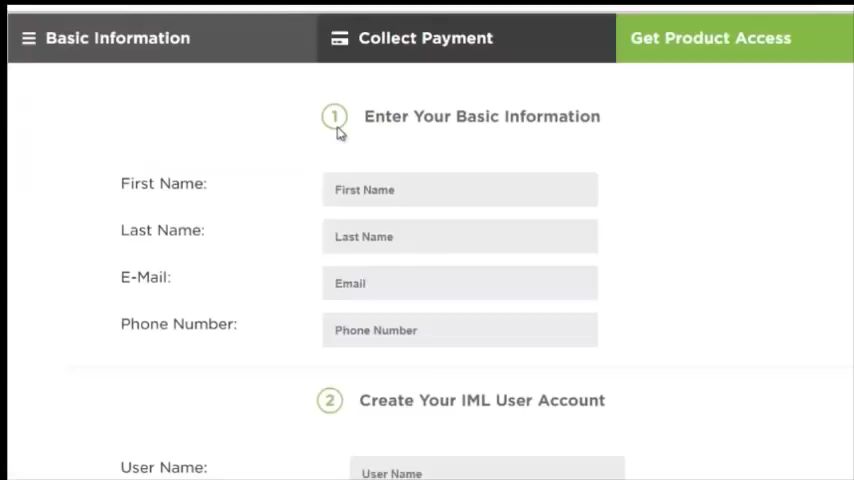 Basic Information
Collect Payment
Get Product Access
1 Enter Your Basic Information
First Name: First Name
Last Name: Last Name
E-Mail: Email
Phone Number: Phone Number
2 Create Your IML User Account
User Name: User Name